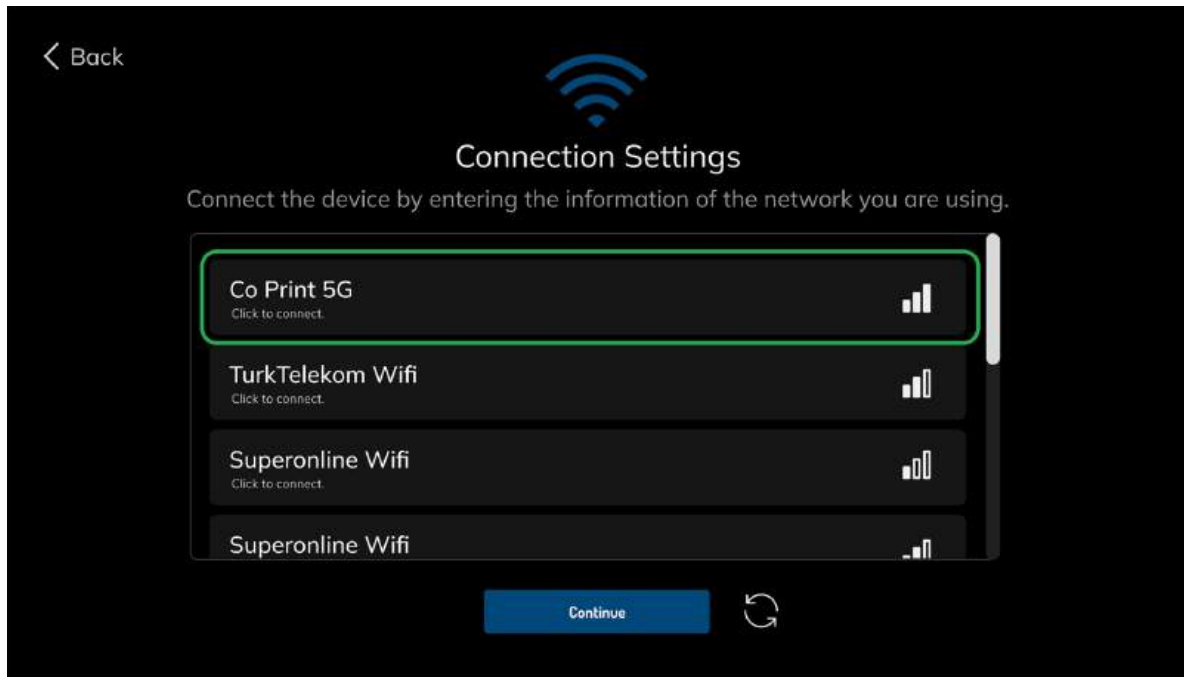 Back
Connection Settings
Connect the device by entering the information of the network you are using.
Co Print 5G
Click to connect.
TurkTelekom Wifi
Click to connect.
Superonline Wifi
Click to connect.
Superonline Wifi
Continue